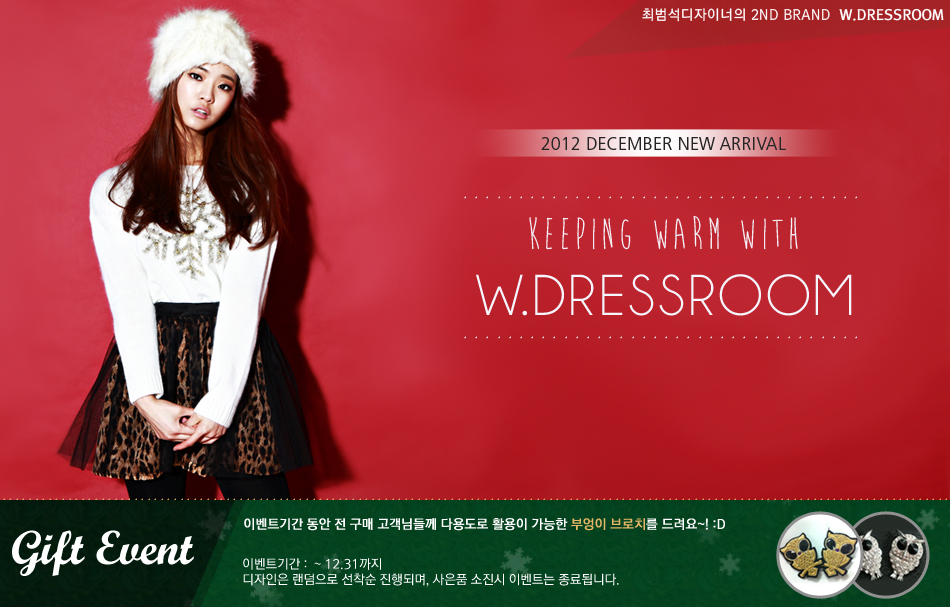 최범석디자이너의 2ND BRAND W.DRESSROOM
2012 DECEMBER NEW ARRIVAL
KEEPING WARM WITH
W.DRESSROOM
Gift Event
이벤트기간 동안 전 구매 고객님들께 다용도로 활용이 가능한 부엉이 브로치를 드려요~! :D
이벤트기간 : ~ 12.31까지
디자인은 랜덤으로 선착순 진행되며, 사은품 소진시 이벤트는 종료됩니다.